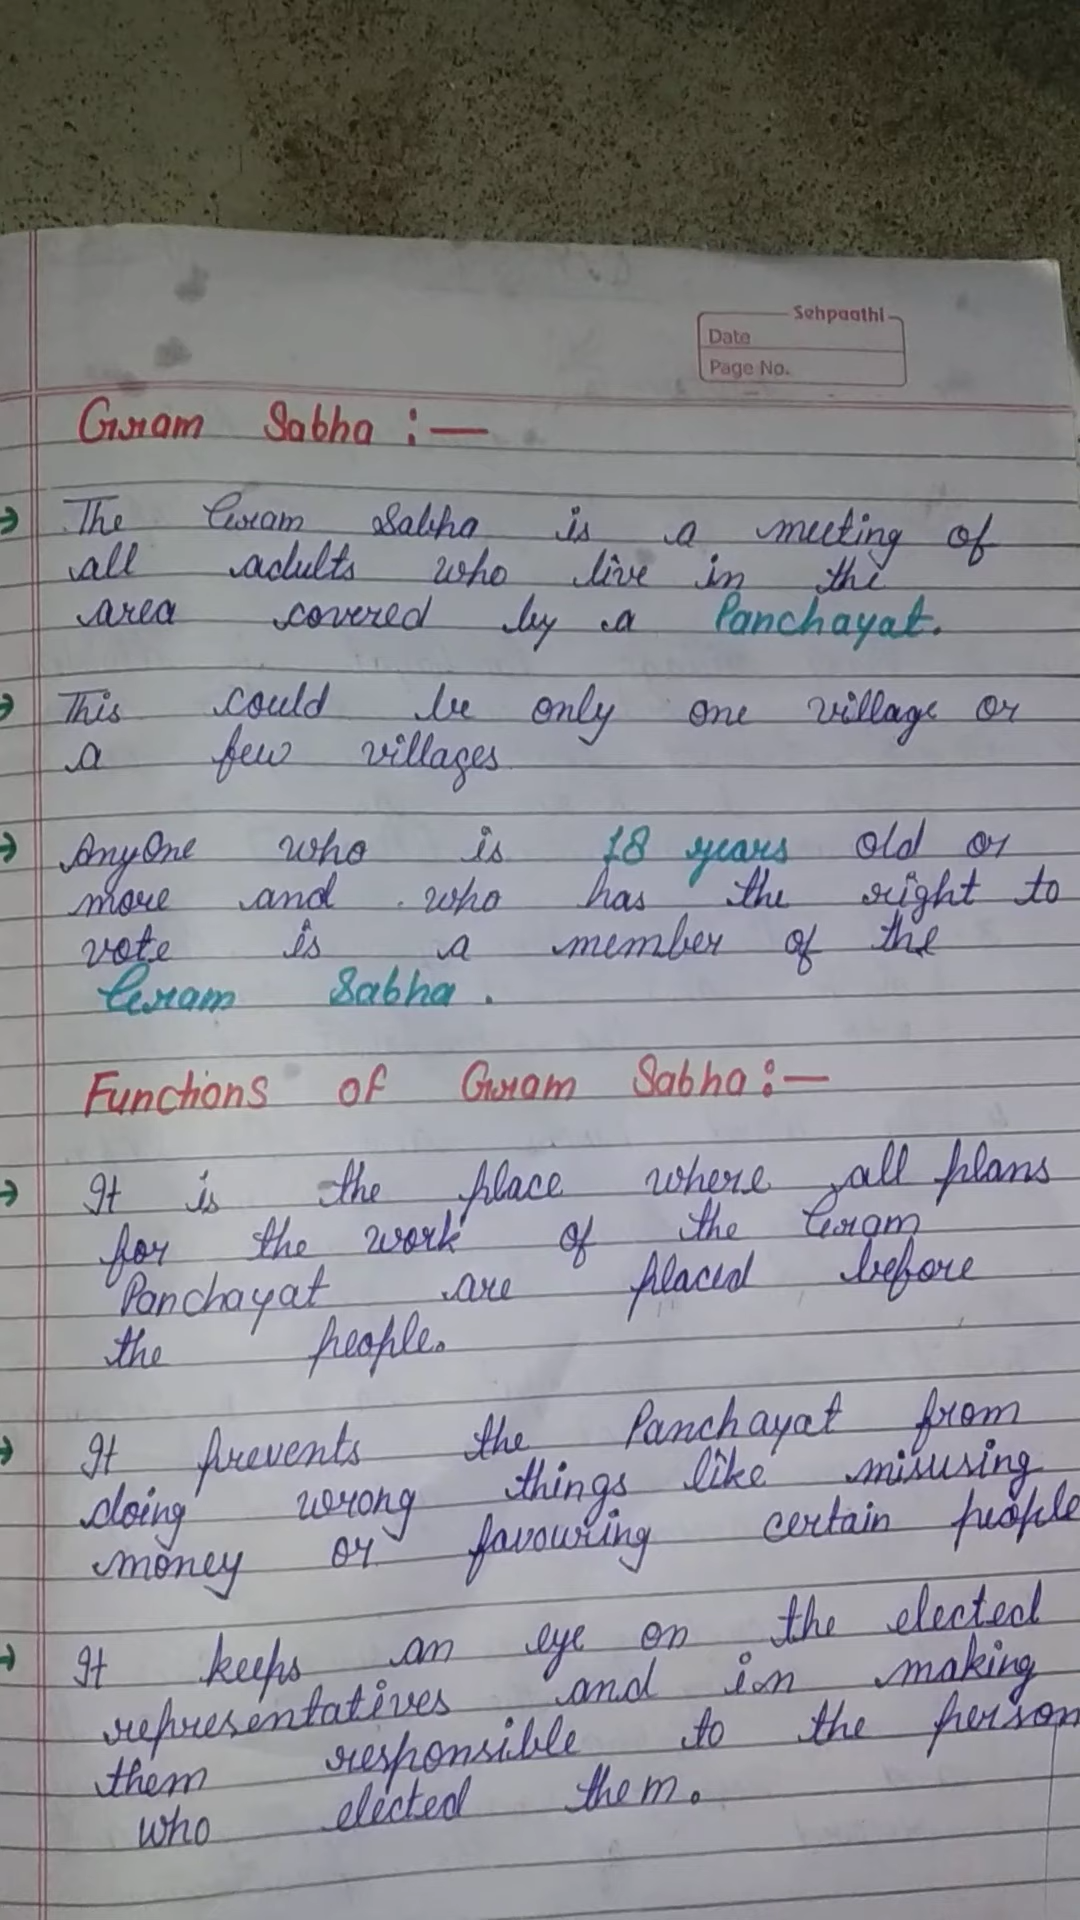 Sehpaathi
Date
Page No.
Gram Sabha :—
→ The Gram Sabha is a meeting of
all adults who live in the
area covered by a Panchayat.
→ This could be only one village or
a few villages
→ AnyOne who is 18 years old or
more and who has the right to
vote is a member of the
Gram Sabha.
Functions of Gram Sabha:—
→ It is the place where all plans
for the work of the Gram
Panchayat are placed before
the people.
→ It prevents the Panchayat from
doing wrong things like misusing
money or favouring certain people
→ It keeps an eye on the elected
representatives and in making
them responsible to the person
who elected them.